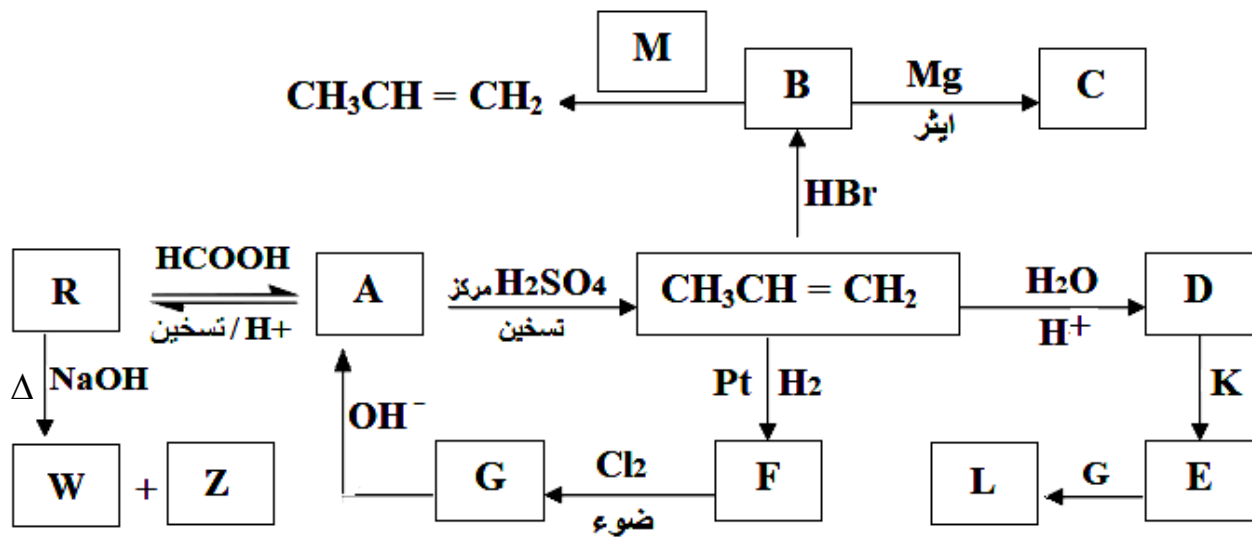 M
B
Mg
ايثر
C
CH₃CH = CH₂
HBr
R
HCOOH
تسخين / H+
A
مركز H₂SO₄
تسخين
CH₃CH = CH₂
H₂O
H⁺
D
Δ NaOH
OH⁻
Pt H₂
K
W + Z
G
Cl₂
ضوء
F
L
G
E